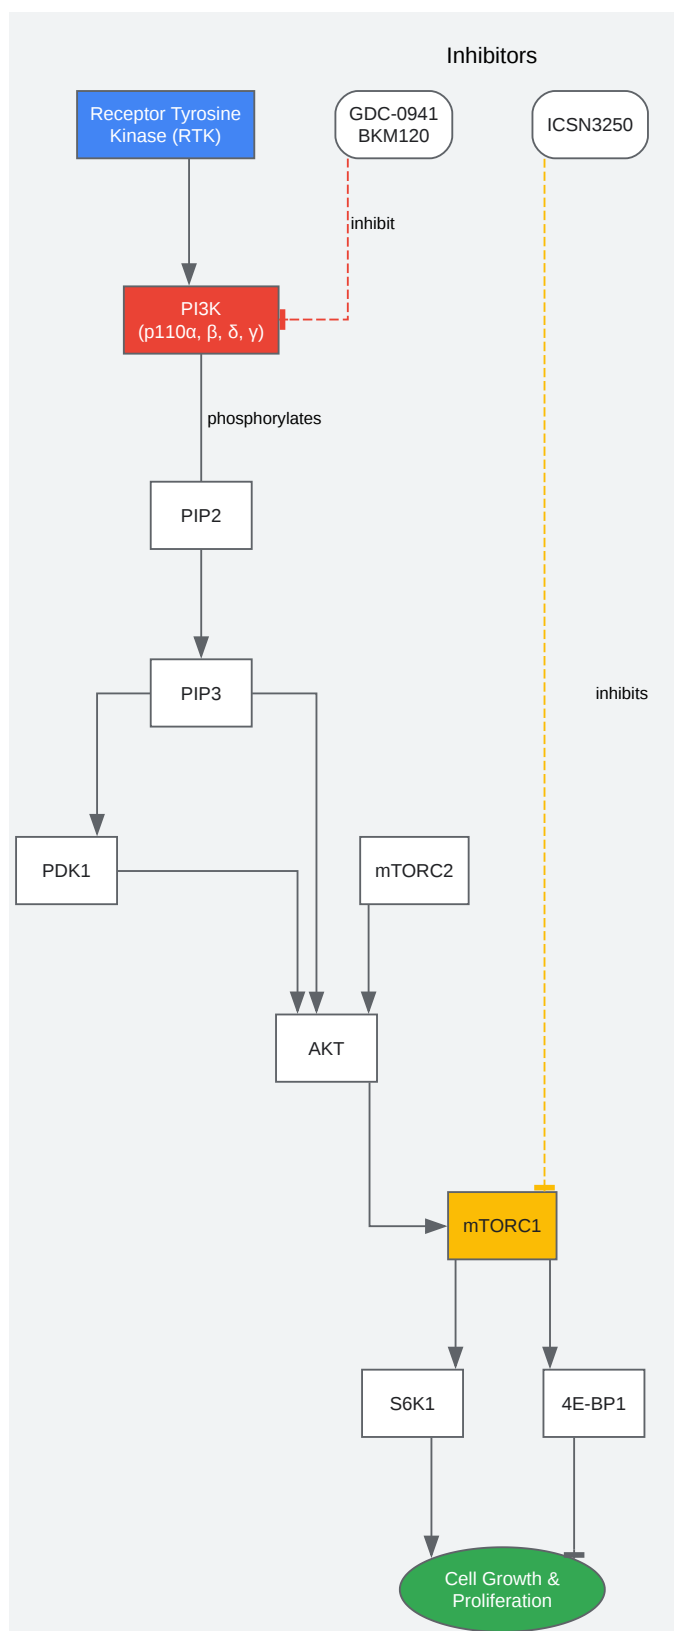 Inhibitors
Receptor Tyrosine
Kinase (RTK)
GDC-0941
BKM120
ICSN3250
inhibit
PI3K
(p110α, β, δ, γ)
phosphorylates
PIP2
PIP3
inhibits
PDK1
mTORC2
AKT
mTORC1
S6K1
4E-BP1
Cell Growth &
Proliferation